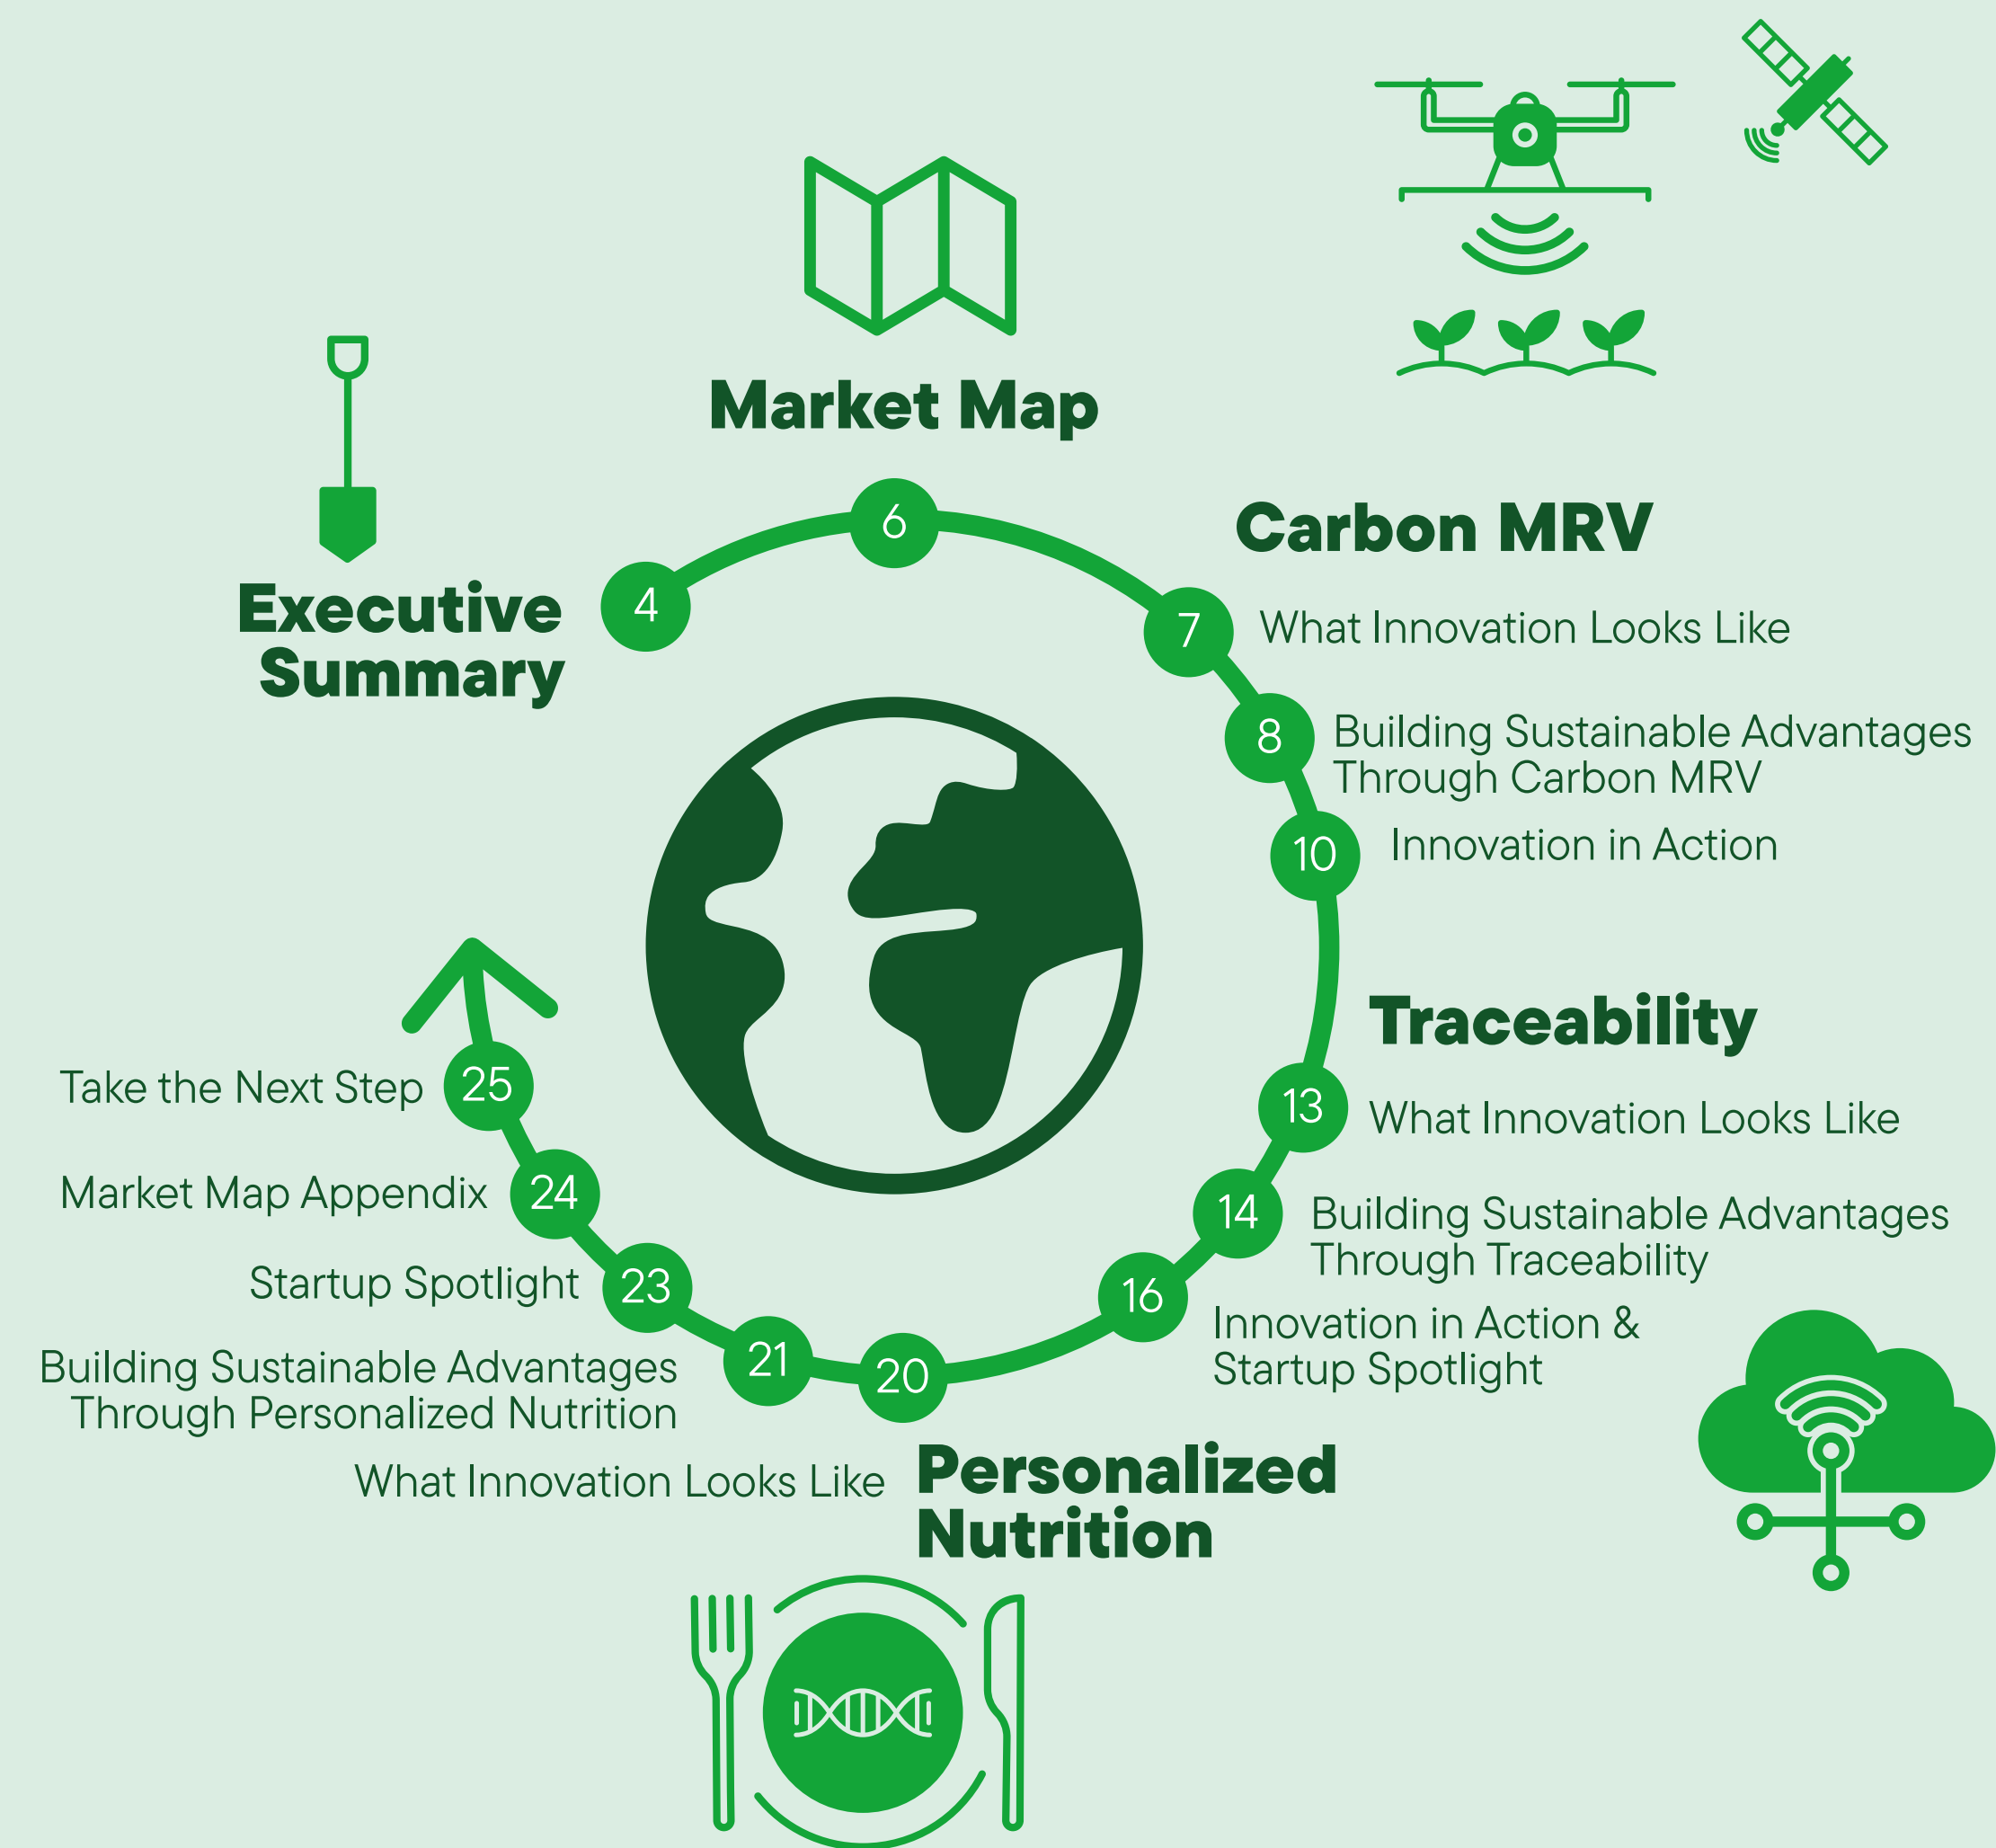 Executive
Summary
4
Market Map
6
Carbon MRV
7
What Innovation Looks Like
8
Building Sustainable Advantages
Through Carbon MRV
10
Innovation in Action
Traceability
13
What Innovation Looks Like
14
Building Sustainable Advantages
Through Traceability
16
Innovation in Action &
Startup Spotlight
Personalized
Nutrition
20
What Innovation Looks Like
21
Building Sustainable Advantages
Through Personalized Nutrition
23
Startup Spotlight
24
Market Map Appendix
25
Take the Next Step